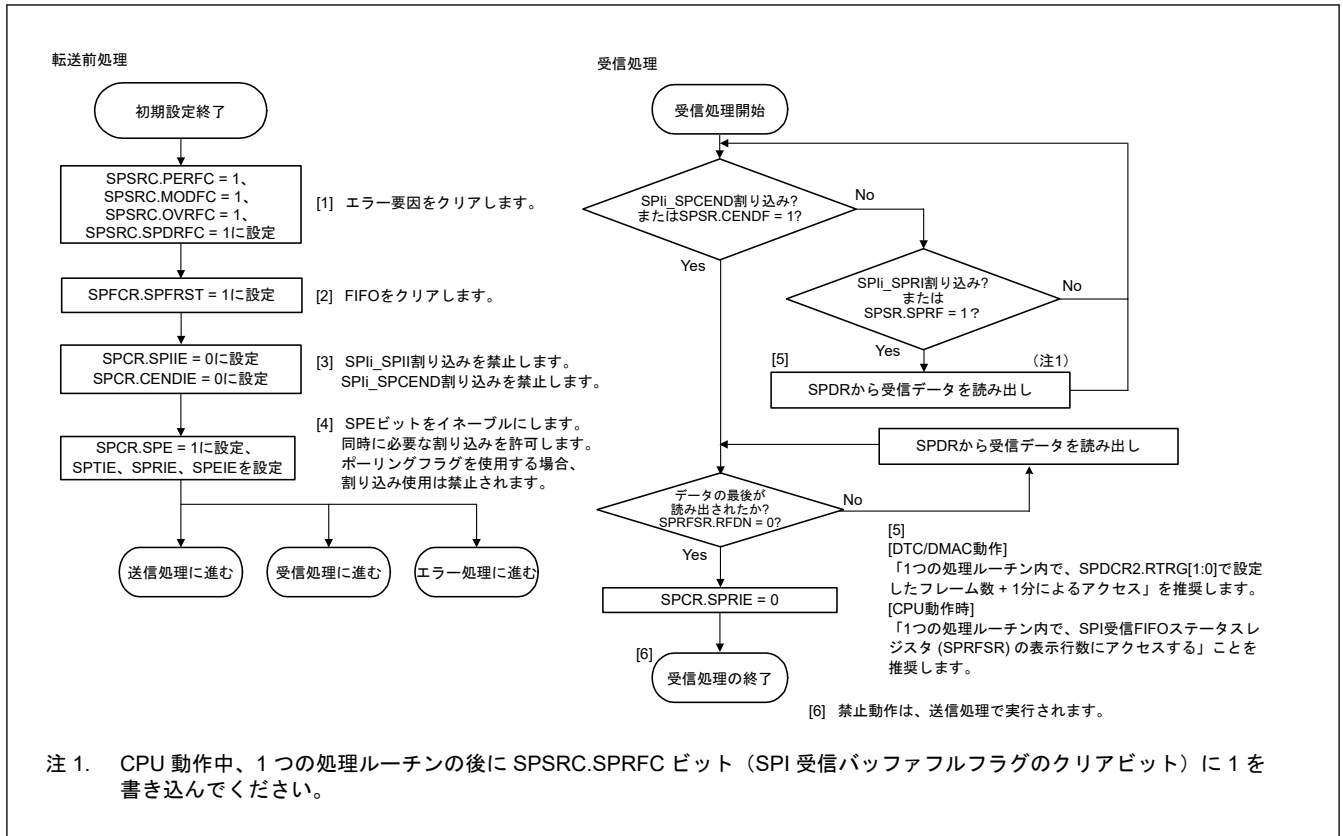 転送前処理
初期設定終了
SPSRC.PERFC = 1、
SPSRC.MODFC = 1、
SPSRC.OVRFC = 1、
SPSRC.SPDRFC = 1に設定
[1] エラー要因をクリアします。
SPFCR.SPFRST = 1に設定
[2] FIFOをクリアします。
SPCR.SPIIE = 0に設定
SPCR.CENDIE = 0に設定
[3] SPIi_SPII割り込みを禁止します。
SPIi_SPCEND割り込みを禁止します。
SPCR.SPE = 1に設定、
SPTIE、SPRIE、SPEIEを設定
[4] SPEビットをイネーブルにします。
同時に必要な割り込みを許可します。
ポーリングフラグを使用する場合、
割り込み使用は禁止されます。
送信処理に進む
受信処理に進む
エラー処理に進む
受信処理
受信処理開始
SPIi_SPCEND割り込み?
またはSPSR.CENDF = 1?
No
Yes
SPIi_SPRI割り込み?
または
SPSR.SPRF = 1？
No
Yes
[5]
（注1）
SPDRから受信データを読み出し
SPDRから受信データを読み出し
データの最後が
読み出されたか?
SPRFSR.RFDN = 0?
No
Yes
SPCR.SPRIE = 0
[6]
受信処理の終了
[5]
[DTC/DMAC動作]
「1つの処理ルーチン内で、SPDCR2.RTRG[1:0]で設定
したフレーム数 + 1分によるアクセス」を推奨します。
[CPU動作時]
「1つの処理ルーチン内で、SPI受信FIFOステータスレ
ジスタ (SPRFSR) の表示行数にアクセスする」ことを
推奨します。
[6] 禁止動作は、送信処理で実行されます。
注 1. CPU 動作中、1 つの処理ルーチンの後に SPSRC.SPRFC ビット（SPI 受信バッファフルフラグのクリアビット）に 1 を
書き込んでください。